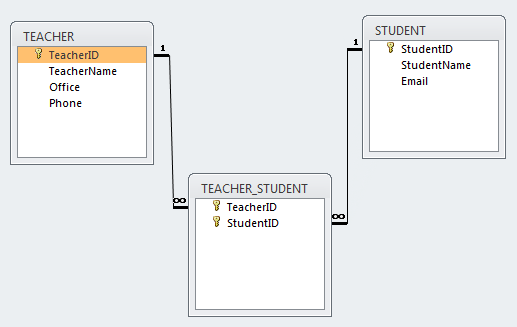 TEACHER
TeacherID
TeacherName
Office
Phone
1
STUDENT
StudentID
StudentName
Email
1
TEACHER_STUDENT
TeacherID
StudentID
∞
∞